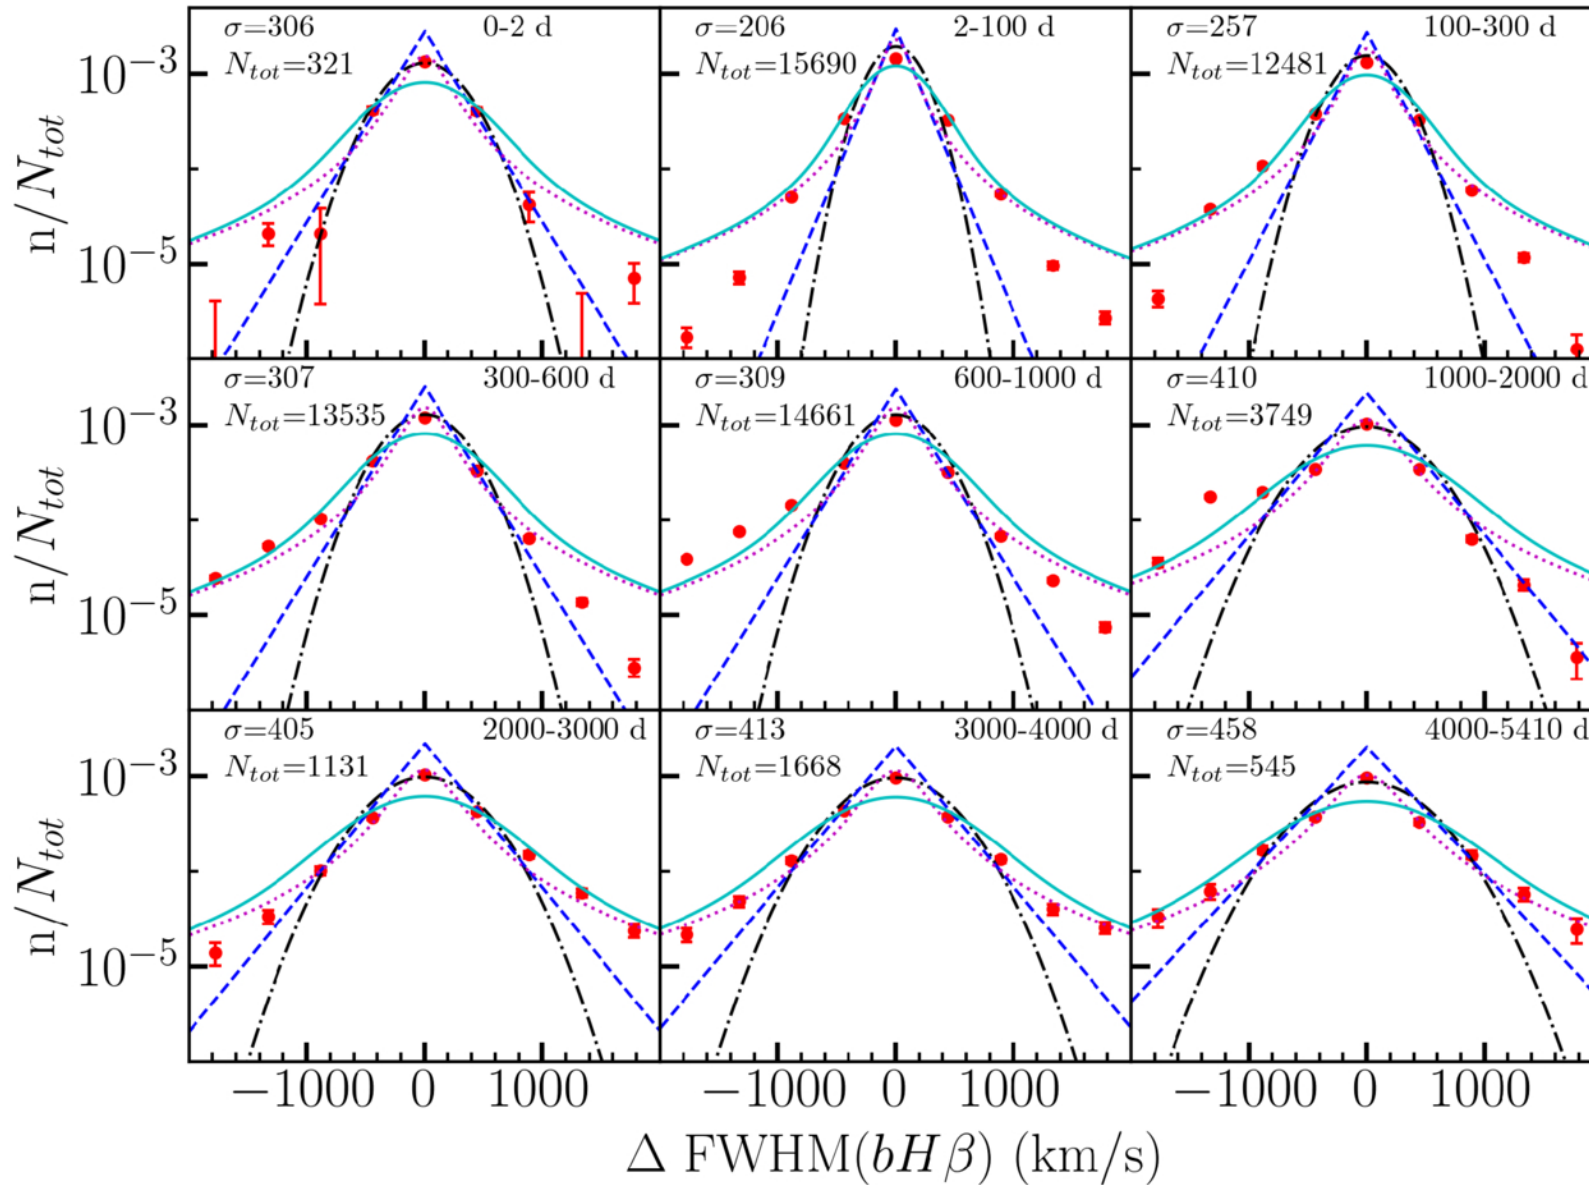 σ=306 0-2 d
N_tot=321
σ=206 2-100 d
N_tot=15690
σ=257 100-300 d
N_tot=12481
10⁻³
n/N_tot
10⁻⁵
σ=307 300-600 d
N_tot=13535
σ=309 600-1000 d
N_tot=14661
σ=410 1000-2000 d
N_tot=3749
10⁻³
n/N_tot
10⁻⁵
σ=405 2000-3000 d
N_tot=1131
σ=413 3000-4000 d
N_tot=1668
σ=458 4000-5410 d
N_tot=545
10⁻³
n/N_tot
10⁻⁵
−1000 0 1000 −1000 0 1000 −1000 0 1000
Δ FWHM(bHβ) (km/s)